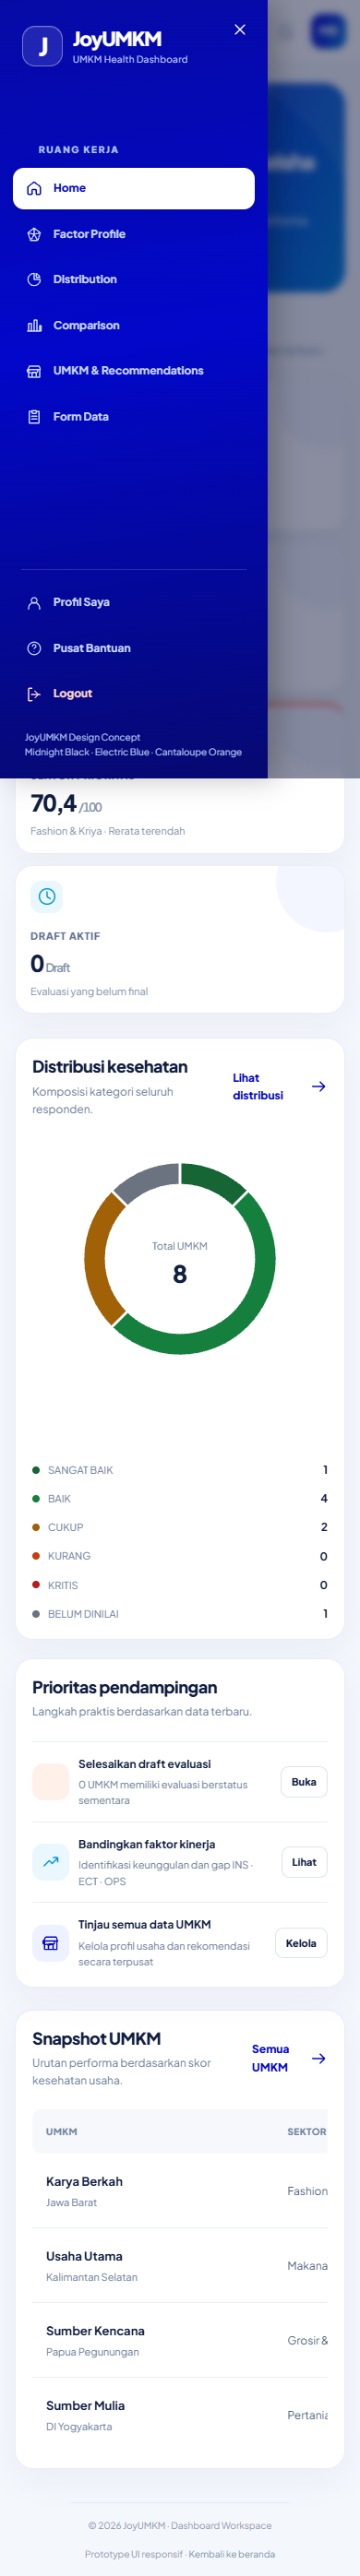 J
JoyUMKM
UMKM Health Dashboard
RUANG KERJA
Home
Factor Profile
Distribution
Comparison
UMKM & Recommendations
Form Data
Profil Saya
Pusat Bantuan
Logout
JoyUMKM Design Concept
Midnight Black · Electric Blue · Cantaloupe Orange
70,4 /100
Fashion & Kriya · Rerata terendah
DRAFT AKTIF
0 Draft
Evaluasi yang belum final
Distribusi kesehatan
Komposisi kategori seluruh
responden.
Lihat
distribusi
Total UMKM
8
SANGAT BAIK 1
BAIK 4
CUKUP 2
KURANG 0
KRITIS 0
BELUM DINILAI 1
Prioritas pendampingan
Langkah praktis berdasarkan data terbaru.
Selesaikan draft evaluasi
0 UMKM memiliki evaluasi berstatus
sementara
Buka
Bandingkan faktor kinerja
Identifikasi keunggulan dan gap INS ·
ECT · OPS
Lihat
Tinjau semua data UMKM
Kelola profil usaha dan rekomendasi
secara terpusat
Kelola
Snapshot UMKM
Urutan performa berdasarkan skor
kesehatan usaha.
Semua
UMKM
UMKM SEKTOR
Karya Berkah
Jawa Barat
Fashion
Usaha Utama
Kalimantan Selatan
Makana
Sumber Kencana
Papua Pegunungan
Grosir &
Sumber Mulia
DI Yogyakarta
Pertania
© 2026 JoyUMKM · Dashboard Workspace
Prototype UI responsif · Kembali ke beranda